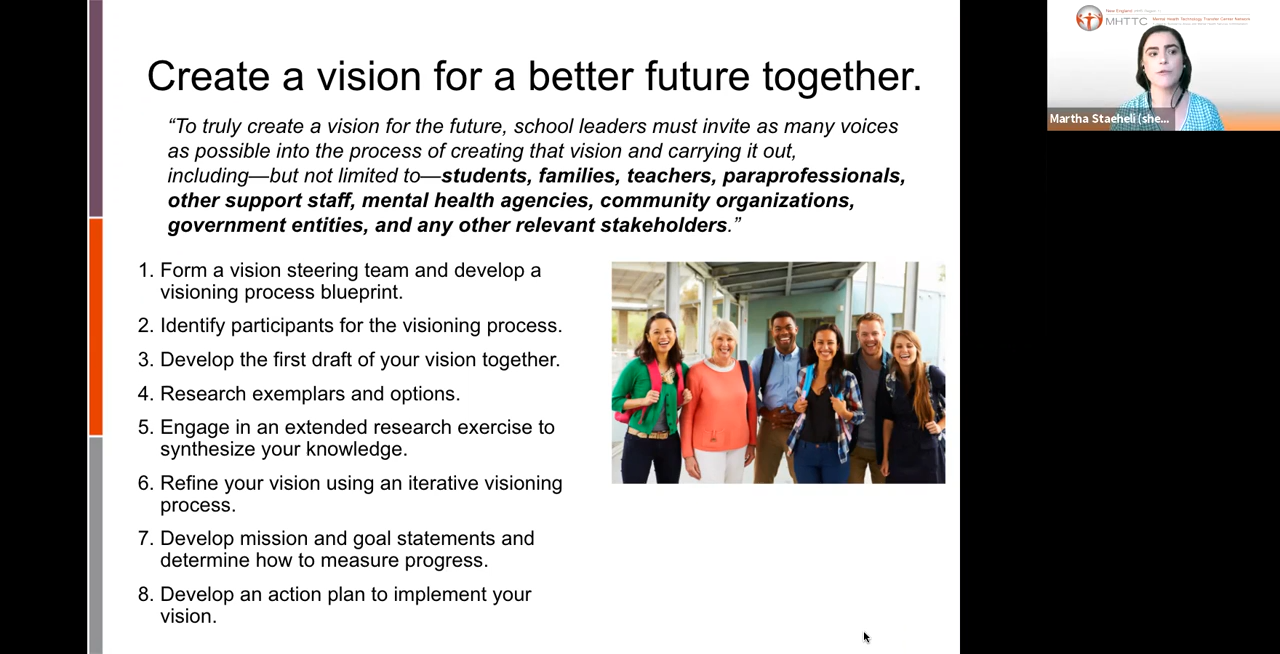 Create a vision for a better future together.
“To truly create a vision for the future, school leaders must invite as many voices
as possible into the process of creating that vision and carrying it out,
including—but not limited to—students, families, teachers, paraprofessionals,
other support staff, mental health agencies, community organizations,
government entities, and any other relevant stakeholders.”
1. Form a vision steering team and develop a
visioning process blueprint.
2. Identify participants for the visioning process.
3. Develop the first draft of your vision together.
4. Research exemplars and options.
5. Engage in an extended research exercise to
synthesize your knowledge.
6. Refine your vision using an iterative visioning
process.
7. Develop mission and goal statements and
determine how to measure progress.
8. Develop an action plan to implement your
vision.
New England
MHTTC
Mental Health Technology Transfer Center Network
Martha Staeheli (she...